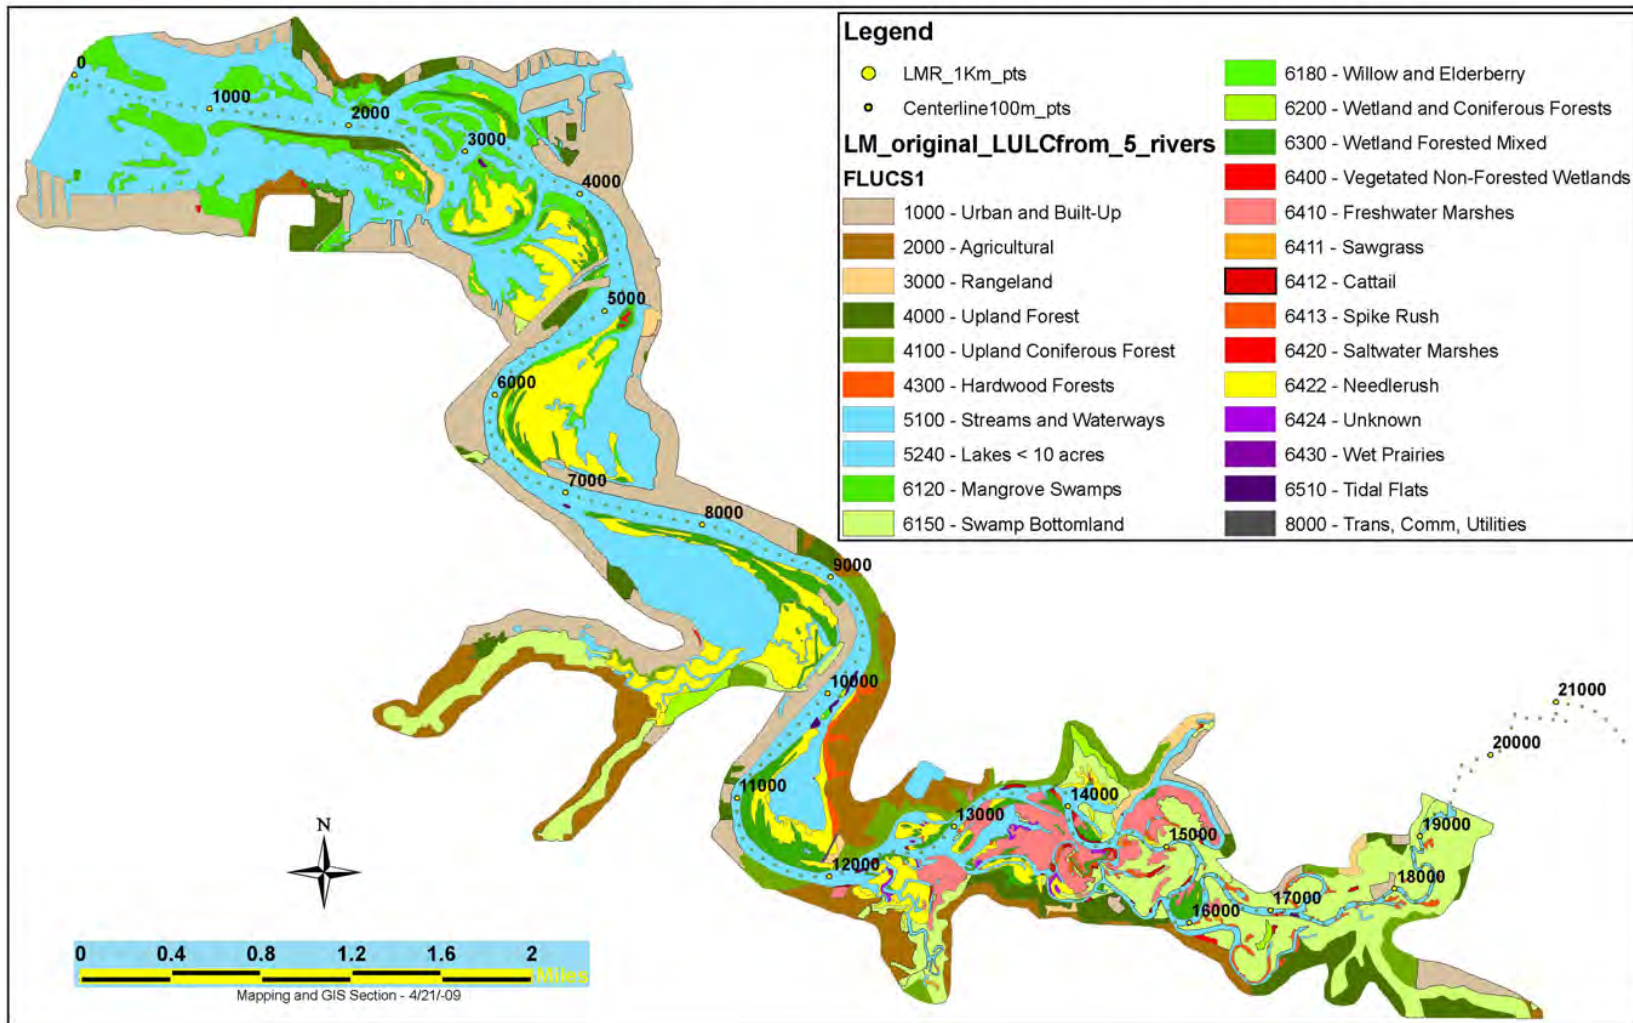 Legend
LMR_1Km_pts
Centerline100m_pts
LM_original_LULCfrom_5_rivers
FLUCS1
1000 - Urban and Built-Up
2000 - Agricultural
3000 - Rangeland
4000 - Upland Forest
4100 - Upland Coniferous Forest
4300 - Hardwood Forests
5100 - Streams and Waterways
5240 - Lakes < 10 acres
6120 - Mangrove Swamps
6150 - Swamp Bottomland
6180 - Willow and Elderberry
6200 - Wetland and Coniferous Forests
6300 - Wetland Forested Mixed
6400 - Vegetated Non-Forested Wetlands
6410 - Freshwater Marshes
6411 - Sawgrass
6412 - Cattail
6413 - Spike Rush
6420 - Saltwater Marshes
6422 - Needlerush
6424 - Unknown
6430 - Wet Prairies
6510 - Tidal Flats
8000 - Trans, Comm, Utilities
0
1000
2000
3000
4000
5000
6000
7000
8000
9000
10000
11000
12000
13000
14000
15000
16000
17000
18000
19000
20000
21000
N
0 0.4 0.8 1.2 1.6 2
Miles
Mapping and GIS Section - 4/21/-09